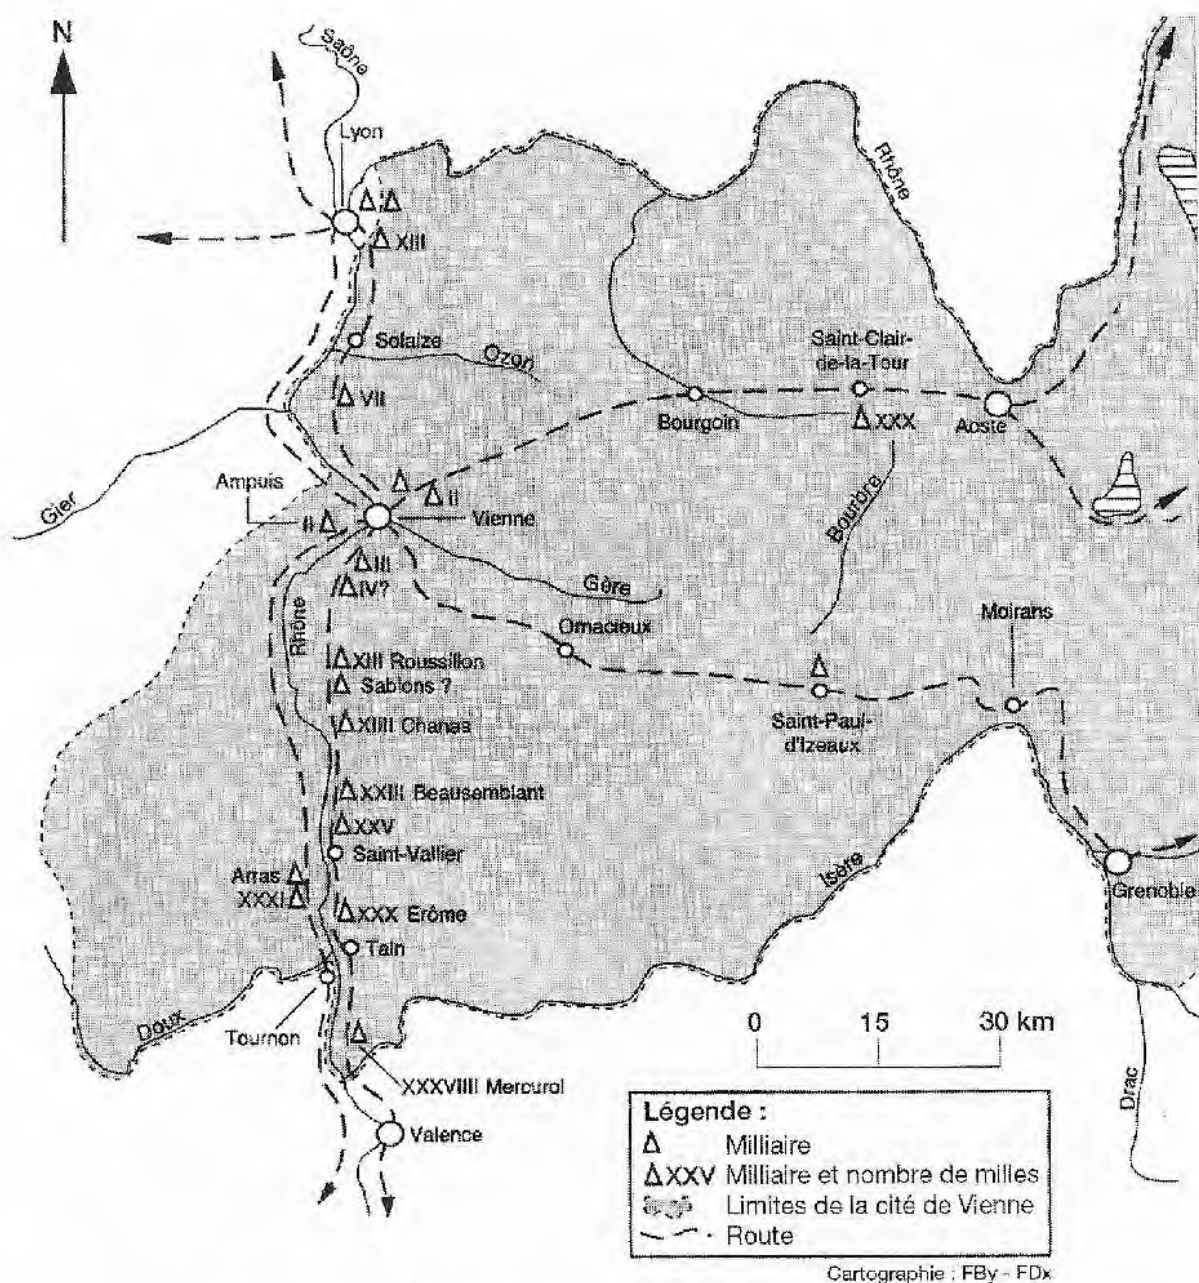 N
Saône
Lyon
XIII
Rhône
Solaize
Ozon
VII
Saint-Clair-
de-la-Tour
Bourgoin
XXX
Aoste
Gier
Ampuis
II
II
Vienne
Bourbre
III
IV?
Gère
Rhône
Ornacieux
Moirans
XIII Roussillon
Sablons ?
XIIII Chanas
Saint-Paul-
d'Izeaux
XXIII Beausemblant
XXV
Saint-Vallier
Arras
XXXI
Isère
Grenoble
XXX Erôme
Tain
Doux
Tournon
0 15 30 km
XXXVIIII Mercurol
Drac
Valence
Légende :
Milliaire
XXV Milliaire et nombre de milles
Limites de la cité de Vienne
Route
Cartographie : FBy - FDx